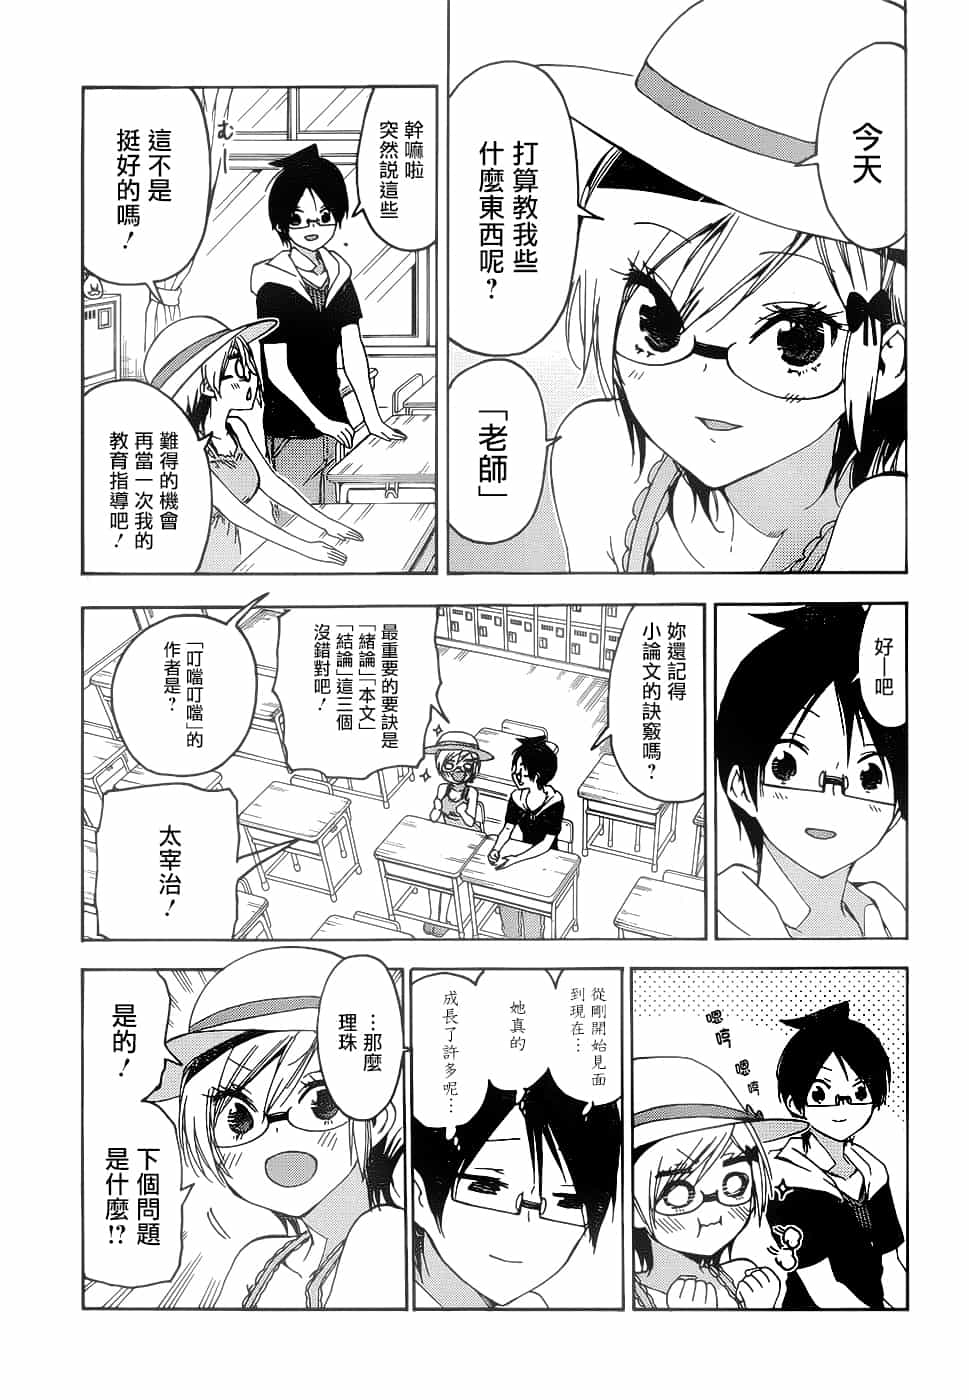 今天
打算教我些
什麼東西呢?
「老師」
幹嘛啦
突然説這些
むー
這不是
挺好的嗎!
難得的機會
再當一次我的
教育指導吧!
好—吧
妳還記得
小論文的訣竅嗎?
最重要的要訣是
「緒論」「本文」
「結論」這三個
沒錯對吧!
「叮噹叮噹」的
作者是?
太宰治!
嗯哼
嗯哼
從剛開始見面
到現在…
她真的
成長了許多呢…
…那麼
理珠
是的!
下個問題
是什麼!?